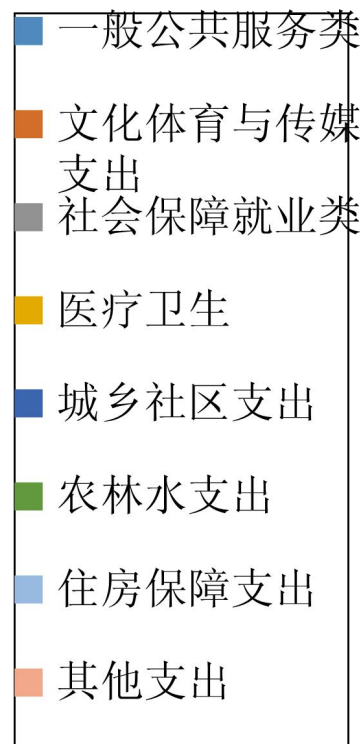 一般公共服务类
文化体育与传媒
支出
社会保障就业类
医疗卫生
城乡社区支出
农林水支出
住房保障支出
其他支出